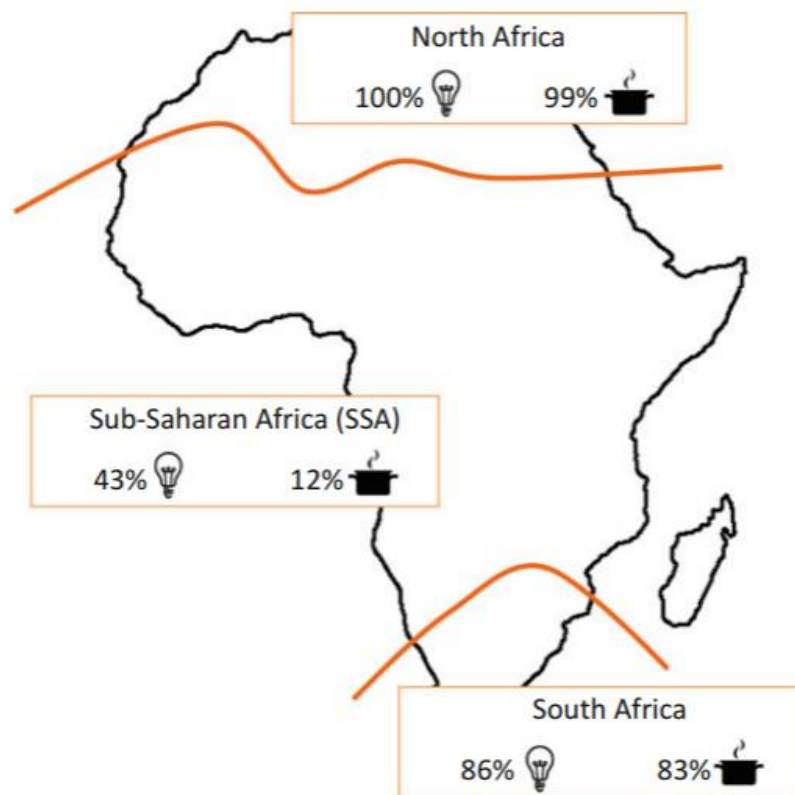 North Africa
100% 99%
Sub-Saharan Africa (SSA)
43% 12%
South Africa
86% 83%